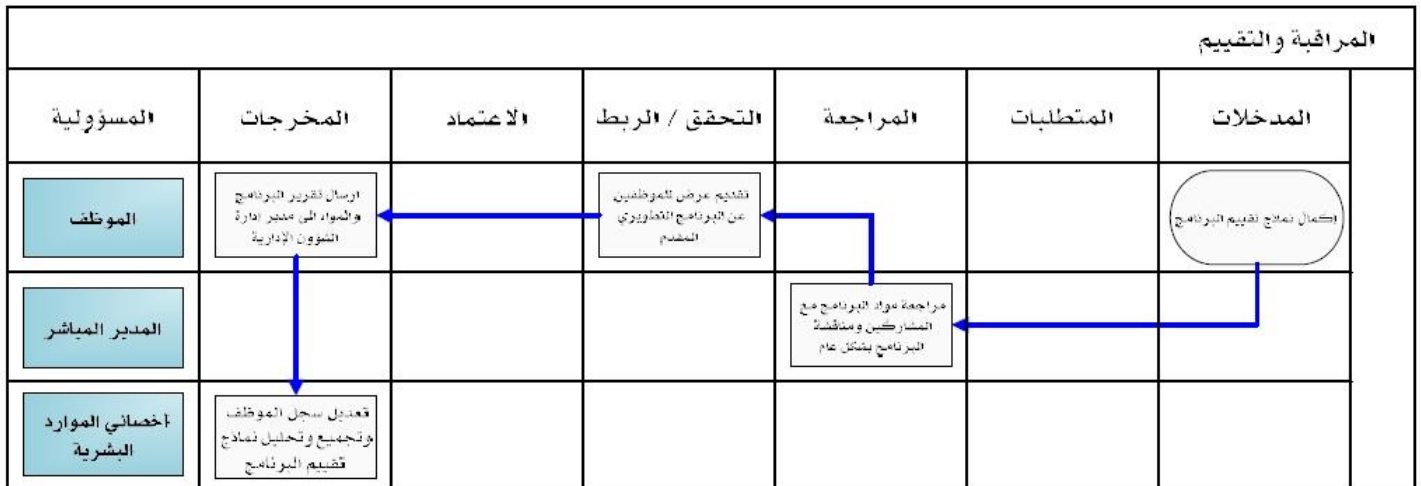 المراقبة والتقييم
المدخلات
المتطلبات
المراجعة
التحقق / الربط
الاعتماد
المخرجات
المسؤولية
اكمال نماذج تقييم البرنامج
تقديم عرض للموظفين
عن البرنامج التطويري
المقدم
ارسال تقرير البرنامج
والمواد الى مدير إدارة
الشؤون الإدارية
الموظف
مراجعة مواد البرنامج مع
المشاركين ومناقشة
البرنامج بشكل عام
المدير المباشر
تعديل سجل الموظف
وتجميع وتحليل نماذج
تقييم البرنامج
أخصائي الموارد
البشرية